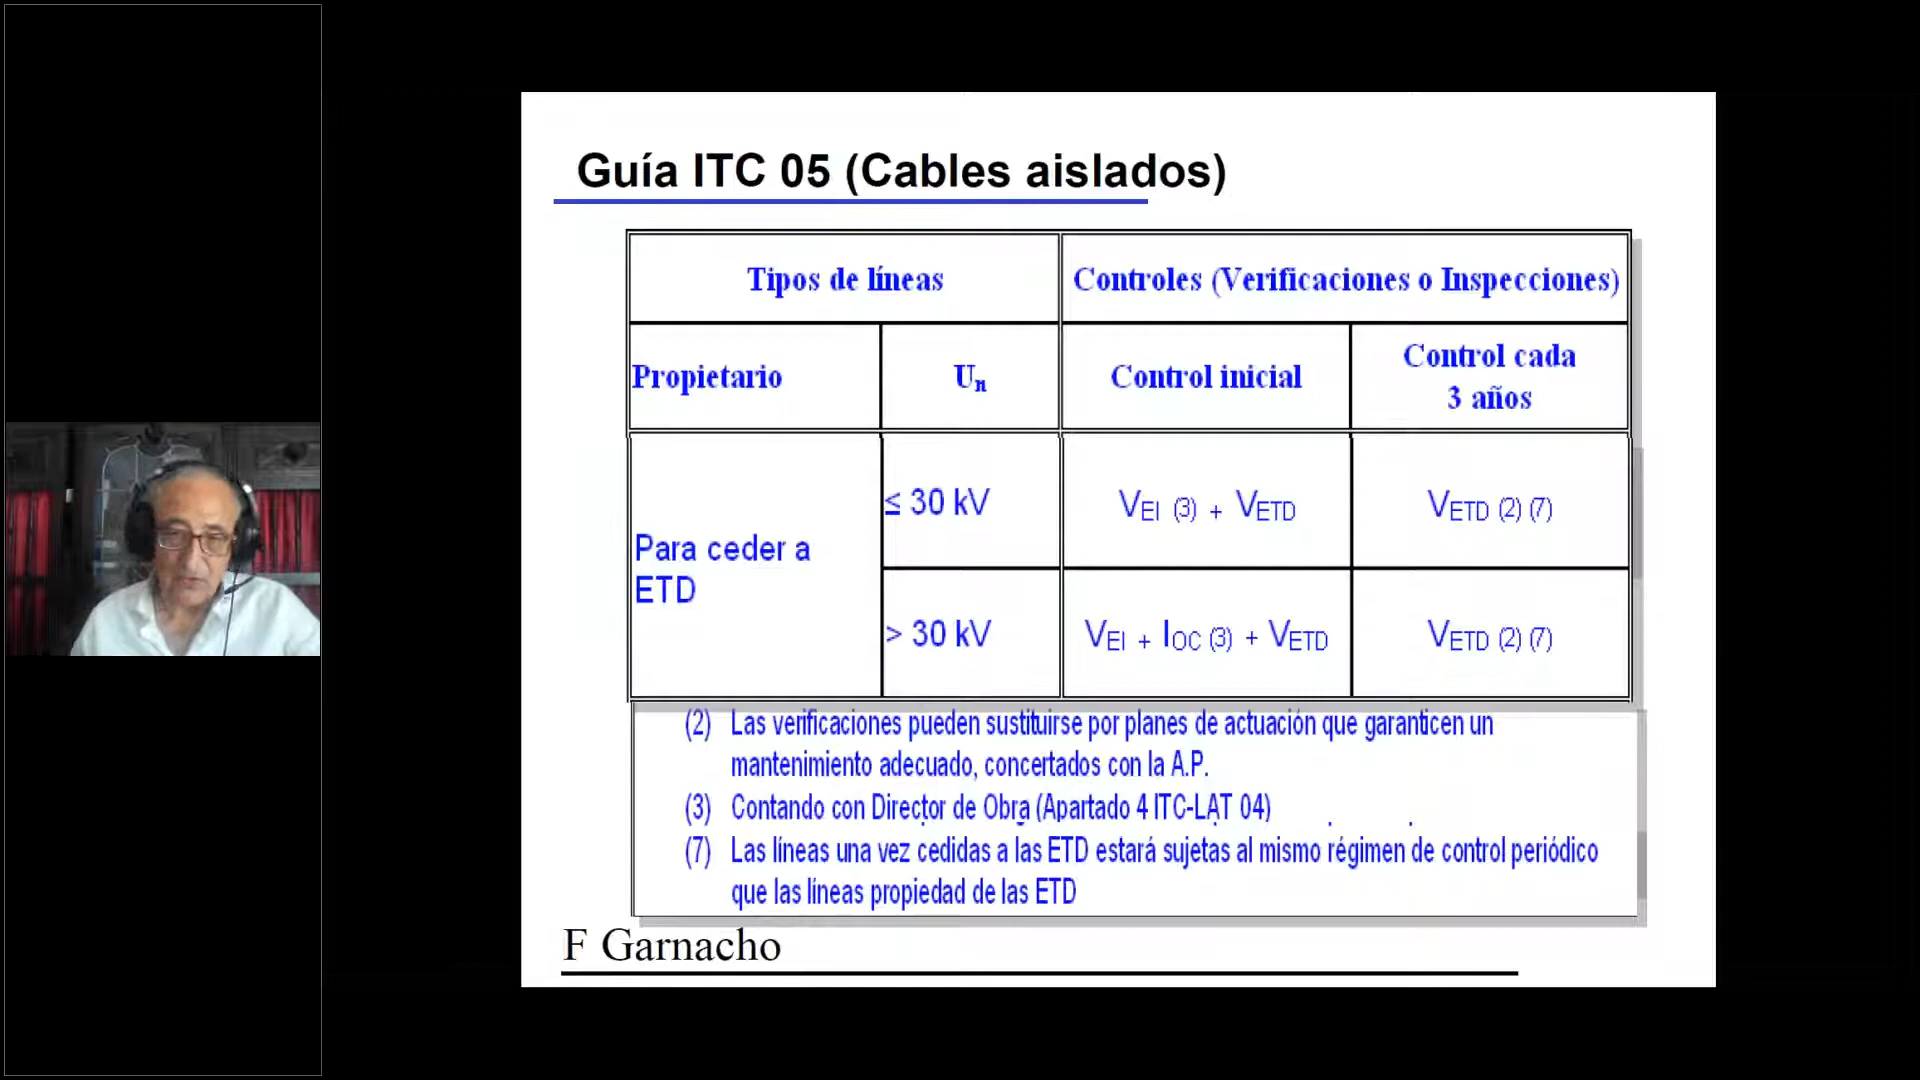 Guía ITC 05 (Cables aislados)
Tipos de líneas
Controles (Verificaciones o Inspecciones)
Propietario
Un
Control inicial
Control cada
3 años
Para ceder a
ETD
≤ 30 kV
VEI (3) + VETD
VETD (2) (7)
> 30 kV
VEI + IOC (3) + VETD
VETD (2) (7)
(2) Las verificaciones pueden sustituirse por planes de actuación que garanticen un
mantenimiento adecuado, concertados con la A.P.
(3) Contando con Director de Obra (Apartado 4 ITC-LAT 04)
(7) Las líneas una vez cedidas a las ETD estará sujetas al mismo régimen de control periódico
que las líneas propiedad de las ETD
F Garnacho